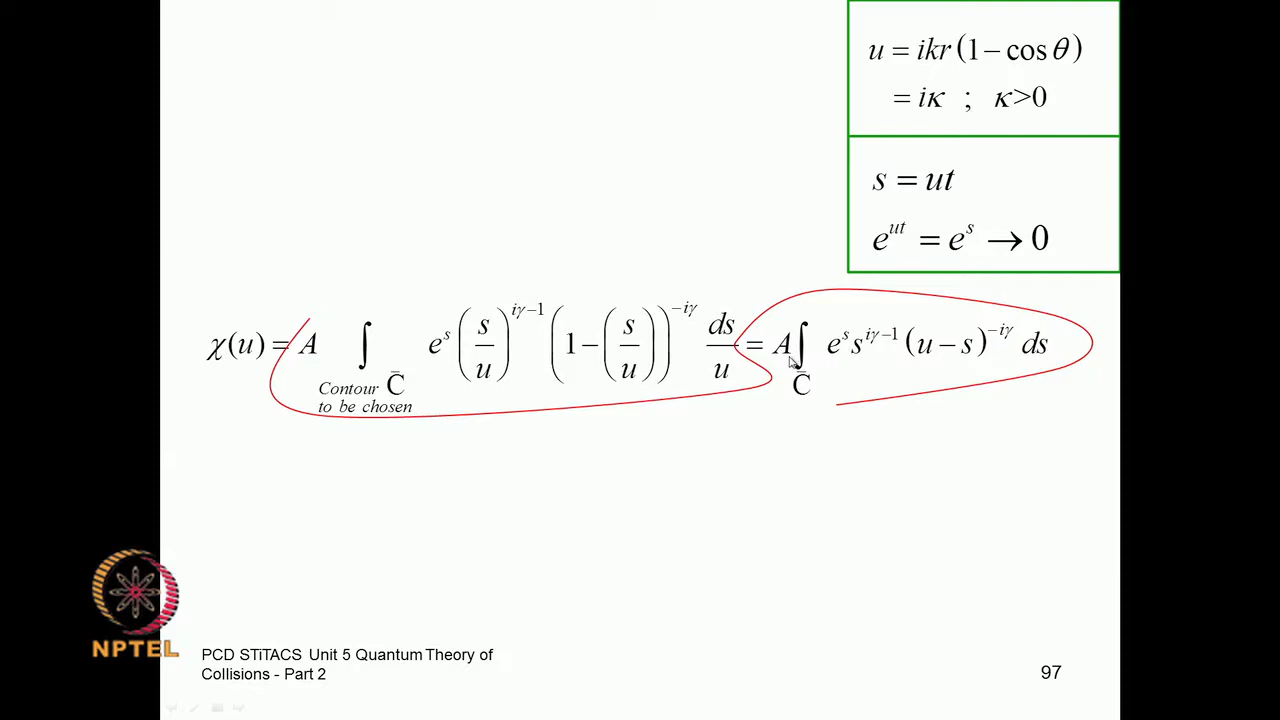 u = ikr(1 − cos θ)
= iκ ; κ>0
s = ut
e^{ut} = e^{s} → 0
χ(u) = A ∫_{Contour C̄ to be chosen} e^{s} (s/u)^{iγ−1} (1−(s/u))^{−iγ} ds/u = A ∫_{C̄} e^{s} s^{iγ−1} (u − s)^{−iγ} ds
NPTEL
PCD STiTACS Unit 5 Quantum Theory of
Collisions - Part 2
97